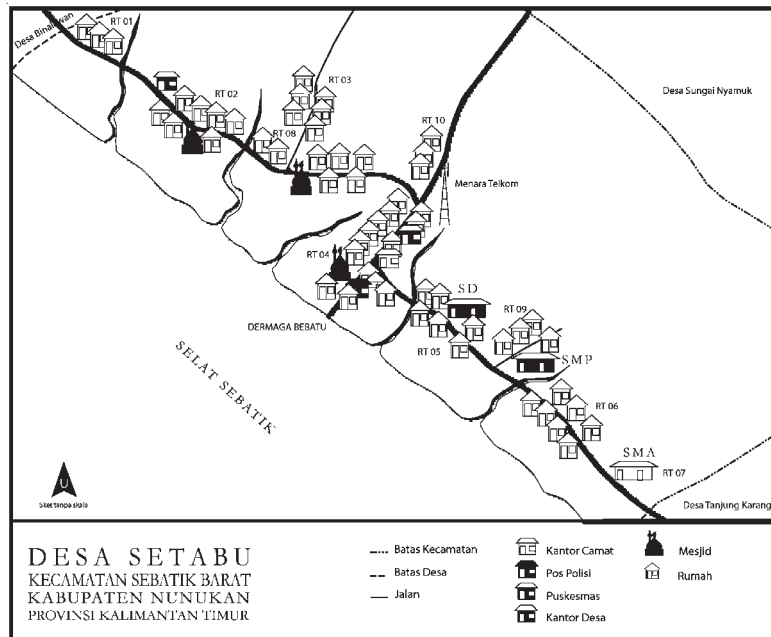 RT 01
Desa Binalawan
RT 03
RT 02
Desa Sungai Nyamuk
RT 10
RT 08
Menara Telkom
RT 04
SD
RT 09
DERMAGA BEBATU
RT 05
SMP
SELAT SEBATIK
RT 06
SMA
RT 07
U
Sket tanpa skala
Desa Tanjung Karang
DESA SETABU
KECAMATAN SEBATIK BARAT
KABUPATEN NUNUKAN
PROVINSI KALIMANTAN TIMUR
Batas Kecamatan
Batas Desa
Jalan
Kantor Camat
Pos Polisi
Puskesmas
Kantor Desa
Mesjid
Rumah